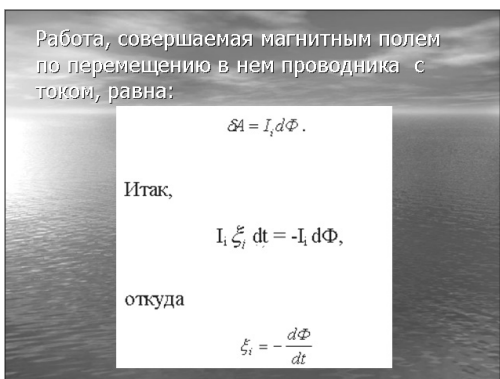 Работа, совершаемая магнитным полем
по перемещению в нем проводника с
током, равна:
δA = I_i dΦ .
Итак,
I_i ξ_i dt = -I_i dΦ,
откуда
ξ_i = - dΦ/dt